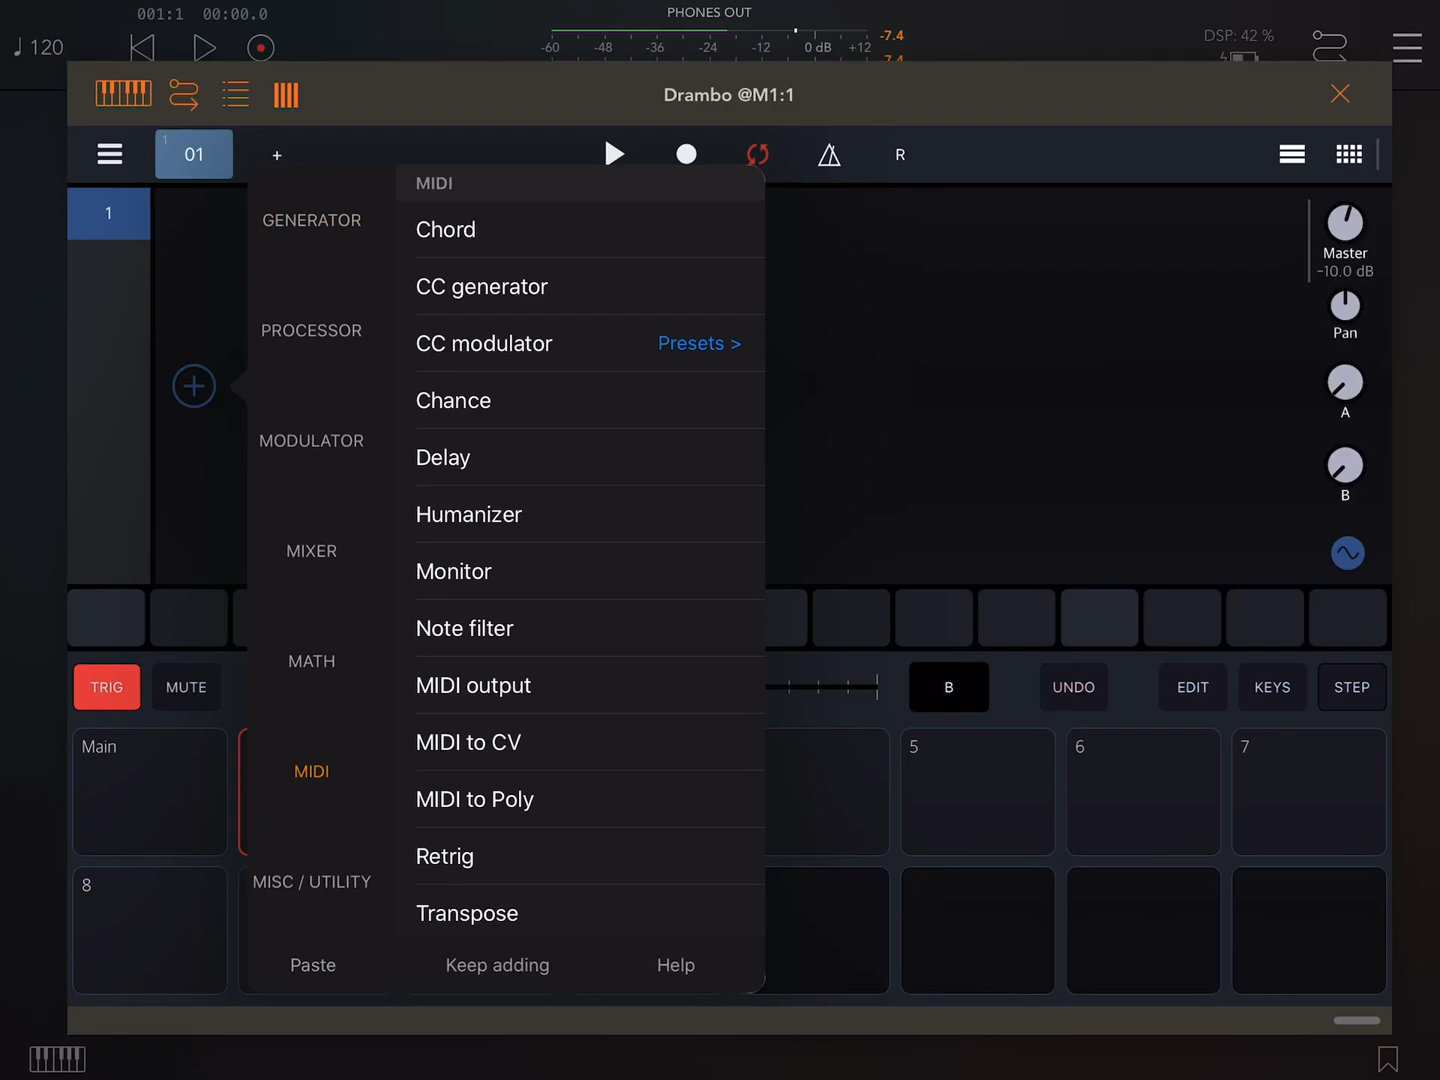 001:1 00:00.0
PHONES OUT
120
-60 -48 -36 -24 -12 0 dB +12
-7.4
DSP: 42 %
Drambo @M1:1
1
01
+
R
MIDI
1
GENERATOR
Chord
CC generator
PROCESSOR
CC modulator
Presets >
Chance
MODULATOR
Delay
Humanizer
MIXER
Monitor
Note filter
MATH
MIDI output
MIDI to CV
MIDI
MIDI to Poly
Retrig
MISC / UTILITY
Transpose
Paste
Keep adding
Help
Master
-10.0 dB
Pan
A
B
TRIG
MUTE
B
UNDO
EDIT
KEYS
STEP
Main
5
6
7
8